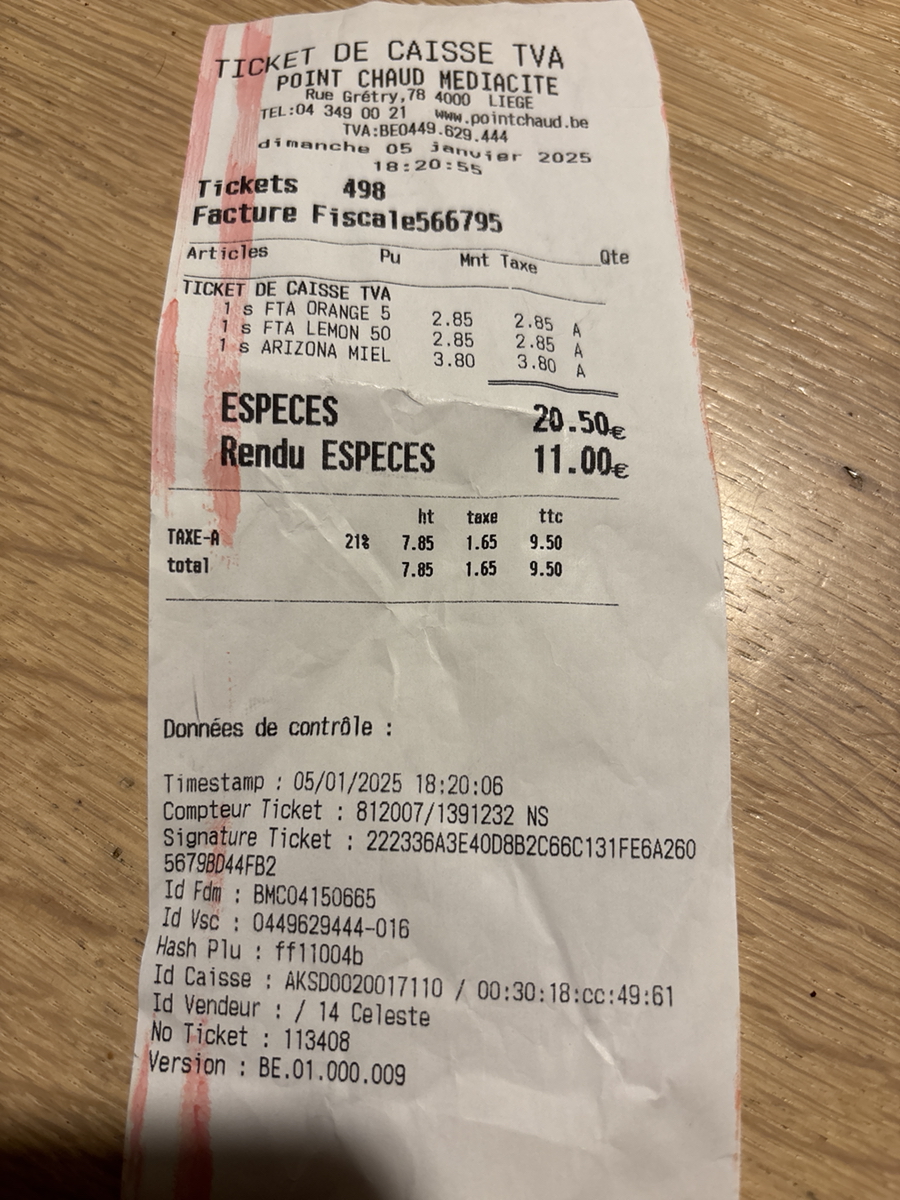 TICKET DE CAISSE TVA
POINT CHAUD MEDIACITE
Rue Grétry,78 4000 LIEGE
TEL:04 349 00 21 www.pointchaud.be
TVA:BE0449.629.444
dimanche 05 janvier 2025
18:20:55
Tickets 498
Facture Fiscale566795
Articles Pu Mnt Taxe Qte
TICKET DE CAISSE TVA
1 s FTA ORANGE 5 2.85 2.85 A
1 s FTA LEMON 50 2.85 2.85 A
1 s ARIZONA MIEL 3.80 3.80 A
ESPECES 20.50€
Rendu ESPECES 11.00€
ht taxe ttc
TAXE-A 21% 7.85 1.65 9.50
total 7.85 1.65 9.50
Données de contrôle :
Timestamp : 05/01/2025 18:20:06
Compteur Ticket : 812007/1391232 NS
Signature Ticket : 222336A3E40D8B2C66C131FE6A260
5679BD44FB2
Id Fdm : BMC04150665
Id Vsc : 0449629444-016
Hash Plu : ff11004b
Id Caisse : AKSD0020017110 / 00:30:18:cc:49:61
Id Vendeur : / 14 Celeste
No Ticket : 113408
Version : BE.01.000.009